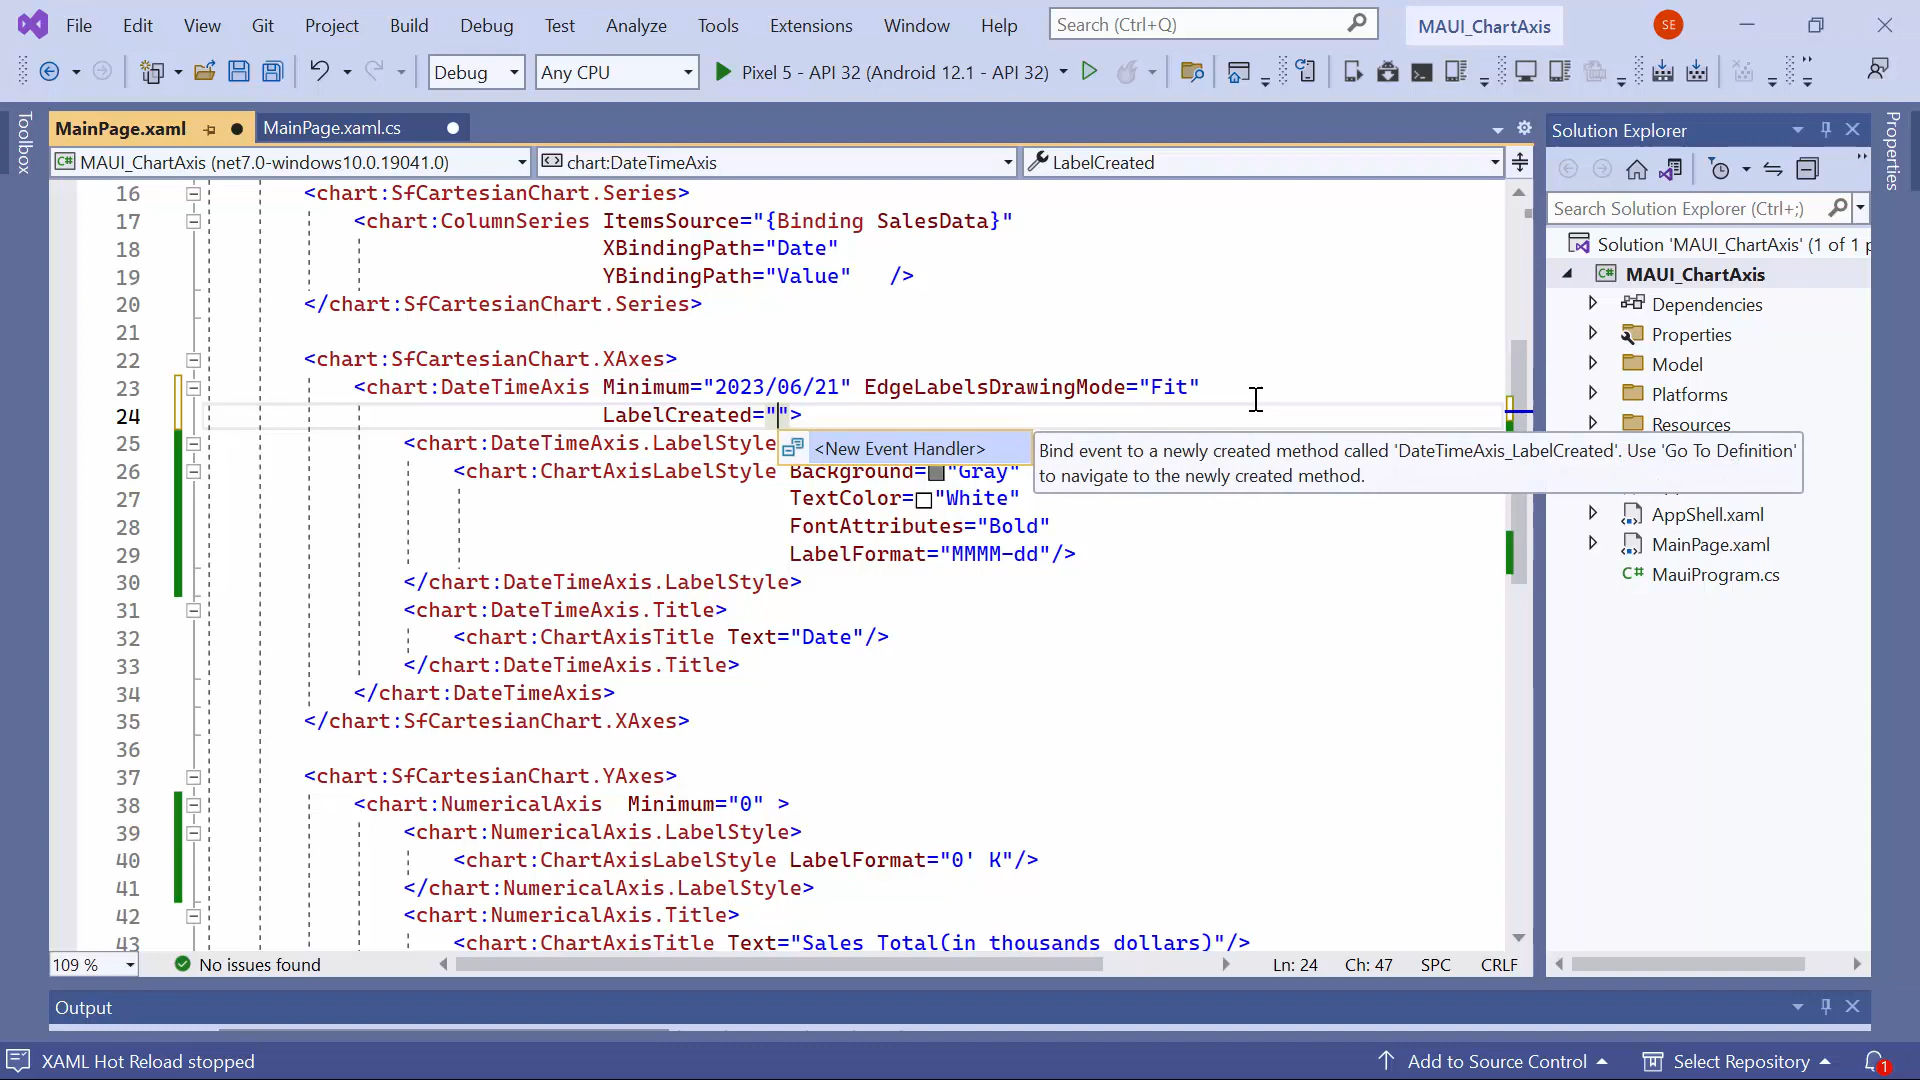 File Edit View Git Project Build Debug Test Analyze Tools Extensions Window Help Search (Ctrl+Q) MAUI_ChartAxis SE
Debug Any CPU Pixel 5 - API 32 (Android 12.1 - API 32)
Toolbox
MainPage.xaml MainPage.xaml.cs
MAUI_ChartAxis (net7.0-windows10.0.19041.0) chart:DateTimeAxis LabelCreated
16 <chart:SfCartesianChart.Series>
17 <chart:ColumnSeries ItemsSource="{Binding SalesData}"
18 XBindingPath="Date"
19 YBindingPath="Value" />
20 </chart:SfCartesianChart.Series>
21
22 <chart:SfCartesianChart.XAxes>
23 <chart:DateTimeAxis Minimum="2023/06/21" EdgeLabelsDrawingMode="Fit"
24 LabelCreated="">
25 <chart:DateTimeAxis.LabelStyle
<New Event Handler>
Bind event to a newly created method called 'DateTimeAxis_LabelCreated'. Use 'Go To Definition'
to navigate to the newly created method.
26 <chart:ChartAxisLabelStyle Background="Gray"
27 TextColor="White"
28 FontAttributes="Bold"
29 LabelFormat="MMMM-dd"/>
30 </chart:DateTimeAxis.LabelStyle>
31 <chart:DateTimeAxis.Title>
32 <chart:ChartAxisTitle Text="Date"/>
33 </chart:DateTimeAxis.Title>
34 </chart:DateTimeAxis>
35 </chart:SfCartesianChart.XAxes>
36
37 <chart:SfCartesianChart.YAxes>
38 <chart:NumericalAxis Minimum="0" >
39 <chart:NumericalAxis.LabelStyle>
40 <chart:ChartAxisLabelStyle LabelFormat="0' K"/>
41 </chart:NumericalAxis.LabelStyle>
42 <chart:NumericalAxis.Title>
43 <chart:ChartAxisTitle Text="Sales Total(in thousands dollars)"/>
109 % No issues found Ln: 24 Ch: 47 SPC CRLF
Solution Explorer
Search Solution Explorer (Ctrl+;)
Solution 'MAUI_ChartAxis' (1 of 1 p
MAUI_ChartAxis
Dependencies
Properties
Model
Platforms
Resources
AppShell.xaml
MainPage.xaml
MauiProgram.cs
Properties
Output
XAML Hot Reload stopped Add to Source Control Select Repository 1